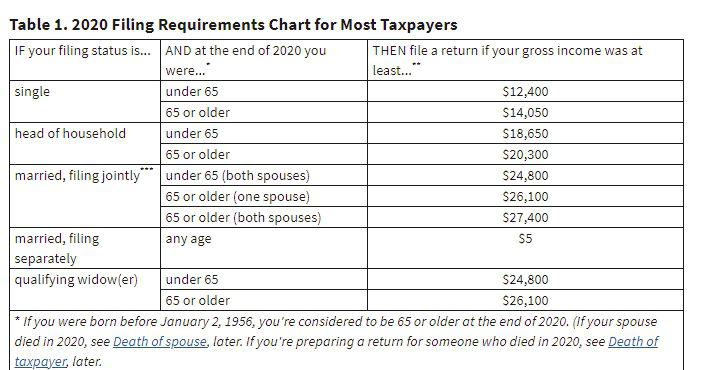 Table 1. 2020 Filing Requirements Chart for Most Taxpayers
IF your filing status is... AND at the end of 2020 you were...* THEN file a return if your gross income was at least...**
single under 65 $12,400
65 or older $14,050
head of household under 65 $18,650
65 or older $20,300
married, filing jointly*** under 65 (both spouses) $24,800
65 or older (one spouse) $26,100
65 or older (both spouses) $27,400
married, filing separately any age $5
qualifying widow(er) under 65 $24,800
65 or older $26,100
* If you were born before January 2, 1956, you're considered to be 65 or older at the end of 2020. (If your spouse
died in 2020, see Death of spouse, later. If you're preparing a return for someone who died in 2020, see Death of
taxpayer, later.